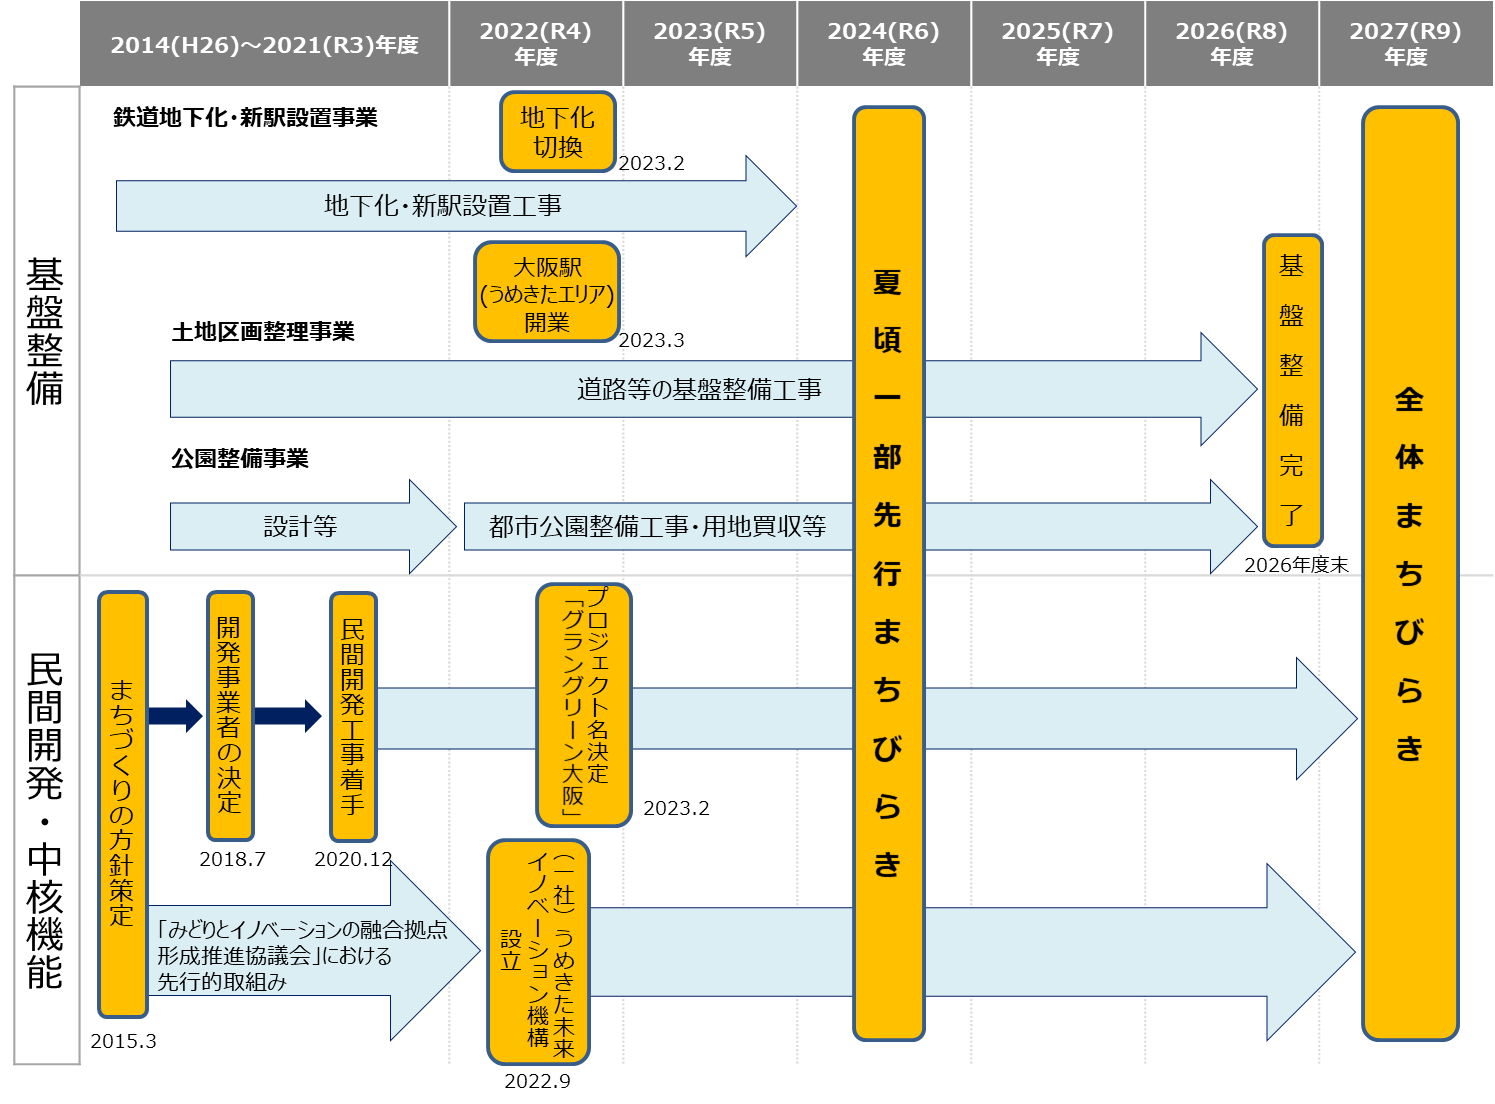 2014(H26)～2021(R3)年度
2022(R4)
年度
2023(R5)
年度
2024(R6)
年度
2025(R7)
年度
2026(R8)
年度
2027(R9)
年度
基盤整備
鉄道地下化・新駅設置事業
地下化
切換
2023.2
地下化・新駅設置工事
大阪駅
(うめきたエリア)
開業
2023.3
土地区画整理事業
道路等の基盤整備工事
公園整備事業
設計等
都市公園整備工事・用地買収等
夏頃一部先行まちびらき
基盤整備完了
2026年度末
全体まちびらき
民間開発・中核機能
まちづくりの方針策定
2015.3
開発事業者の決定
2018.7
民間開発工事着手
2020.12
プロジェクト名決定
「グラングリーン大阪」
2023.2
「みどりとイノベーションの融合拠点
形成推進協議会」における
先行的取組み
（一社）うめきた未来
イノベーション機構
設立
2022.9